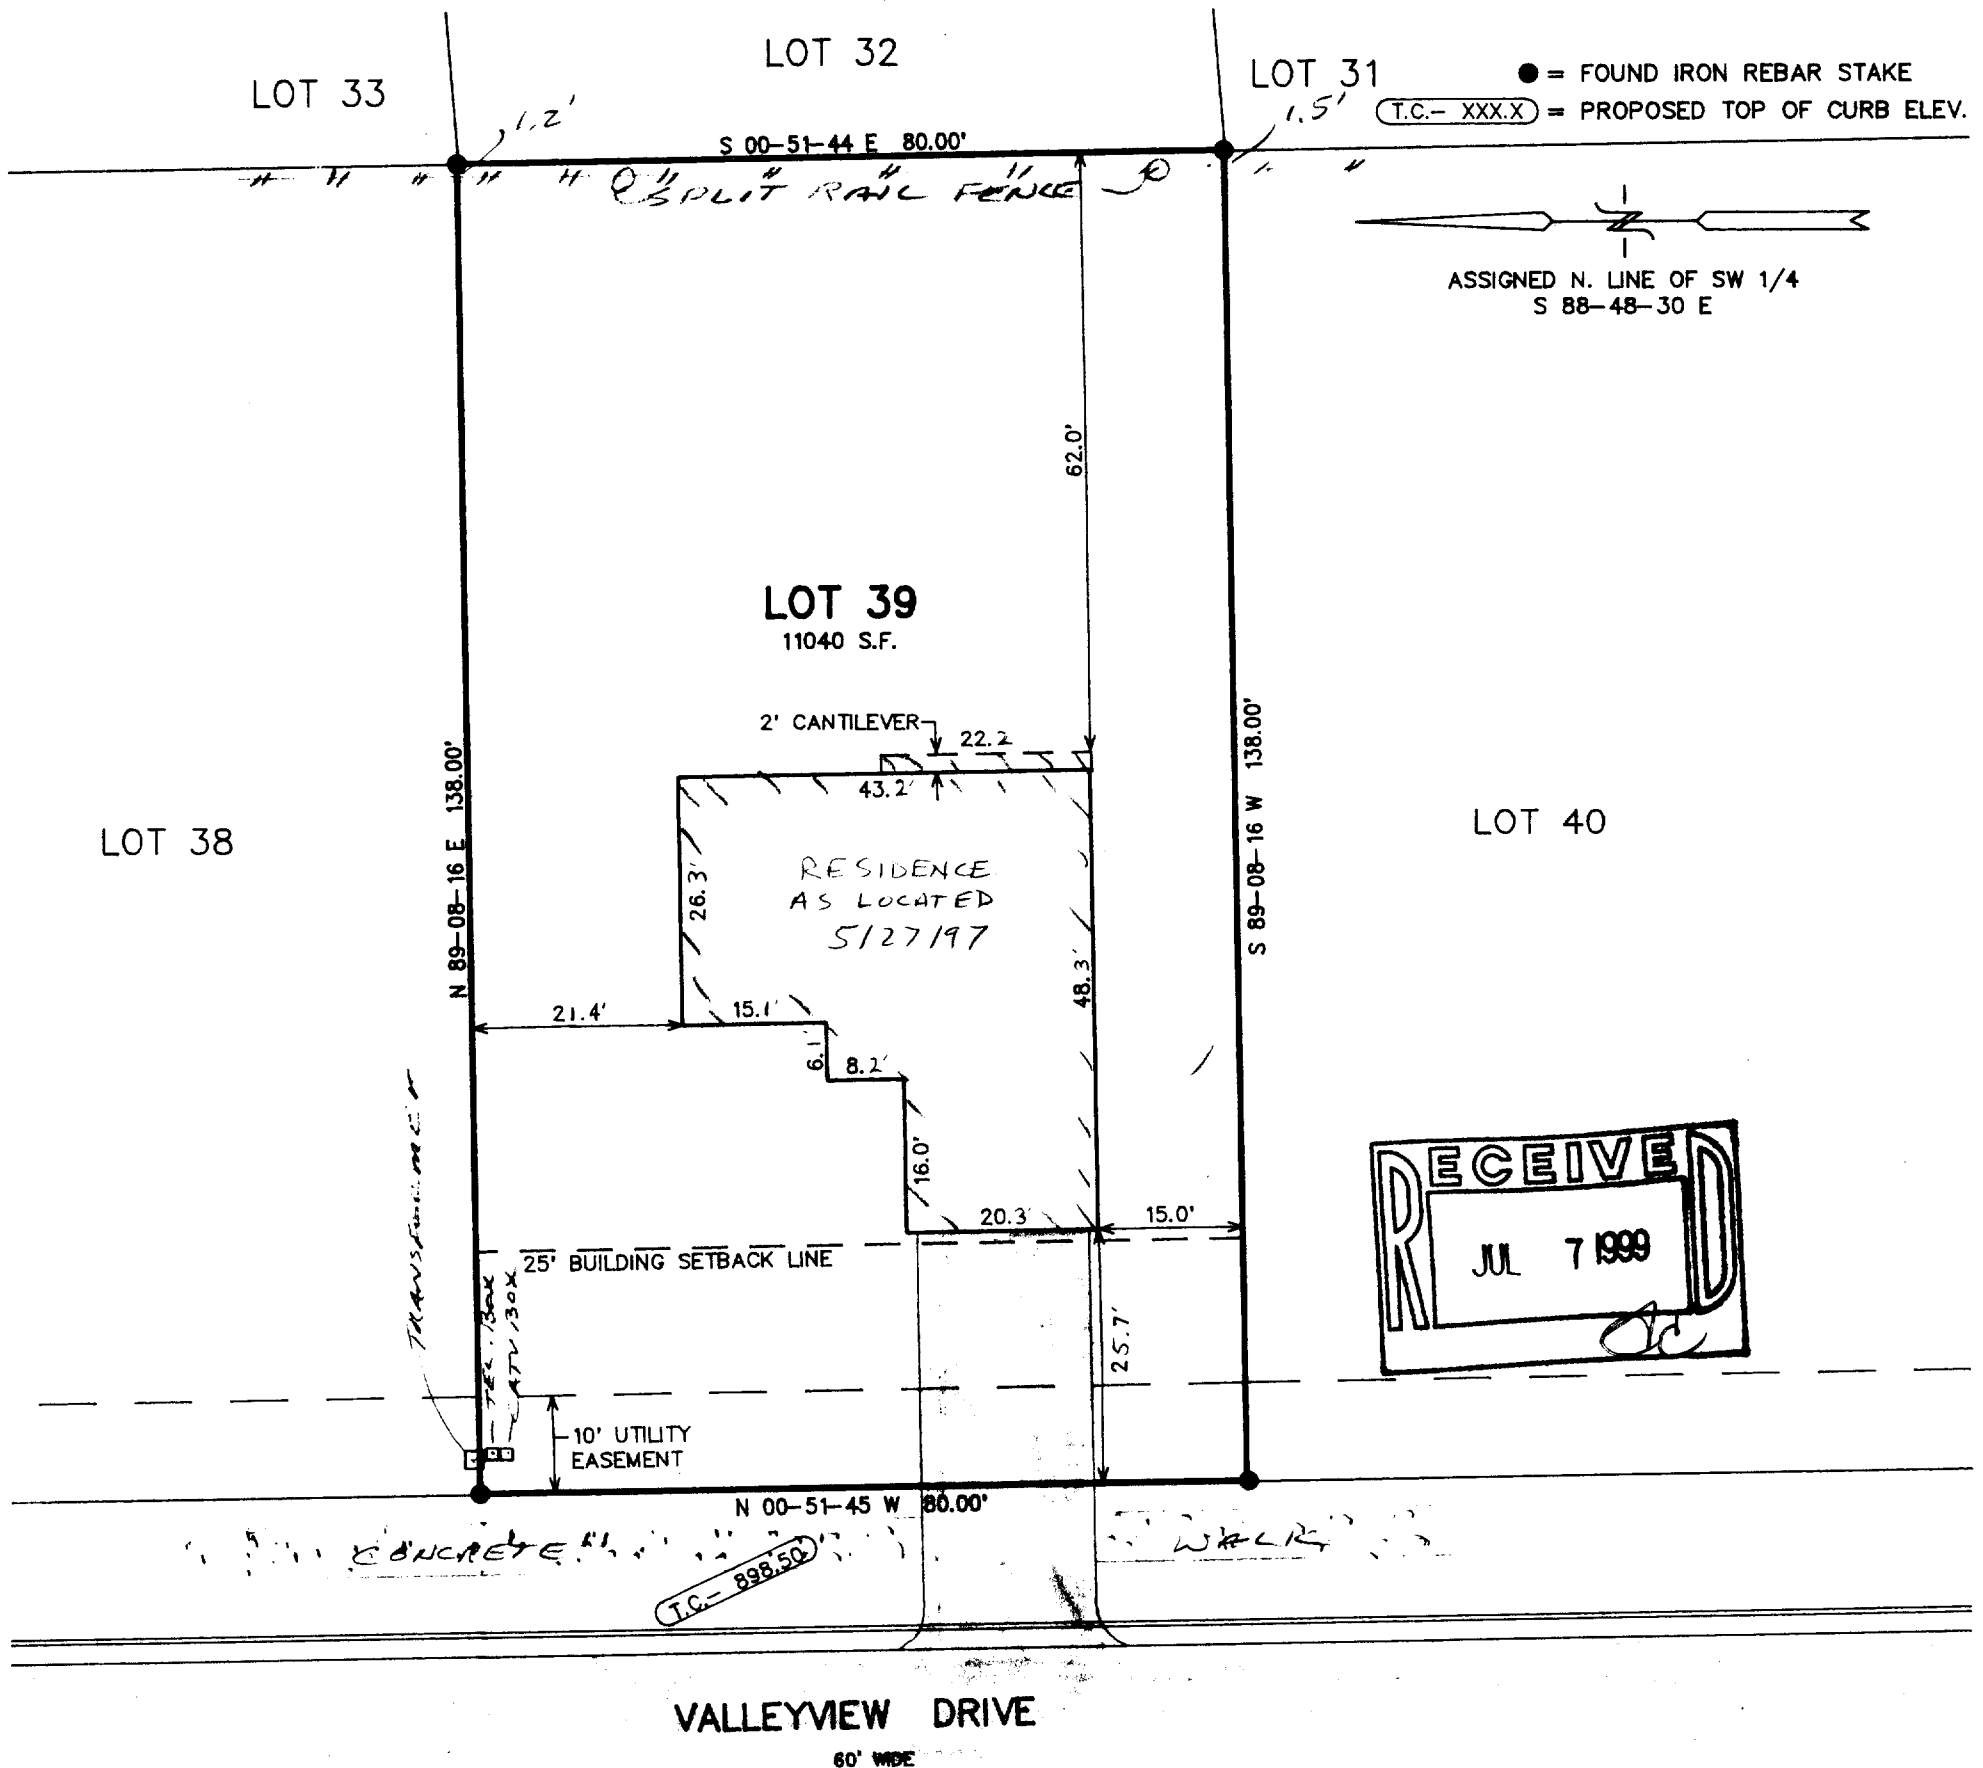 LOT 32
LOT 33
LOT 31
● = FOUND IRON REBAR STAKE
T.C.- XXX.X = PROPOSED TOP OF CURB ELEV.
1.2'
1.5'
S 00-51-44 E 80.00'
SPLIT RAIL FENCE
ASSIGNED N. LINE OF SW 1/4
S 88-48-30 E
62.0'
LOT 39
11040 S.F.
2' CANTILEVER
22.2
43.2'
N 89-08-16 E 138.00'
S 89-08-16 W 138.00'
LOT 38
LOT 40
RESIDENCE
AS LOCATED
5/27/97
26.3'
48.3'
21.4'
15.1'
6.1'
8.2'
16.0'
20.3'
15.0'
TRANSFORMER
25' BUILDING SETBACK LINE
TEL. BOX
CATV BOX
25.7'
RECEIVED
JUL 7 1999
10' UTILITY
EASEMENT
N 00-51-45 W 80.00'
CONCRETE WALK
T.C.- 898.50
VALLEYVIEW DRIVE
60' WIDE